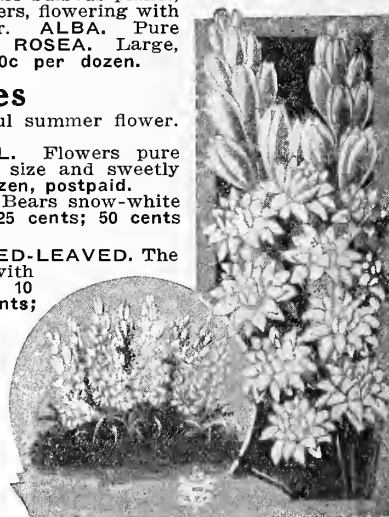 ers, flowering with
r. ALBA. Pure
ROSEA. Large,
0c per dozen.
es
ul summer flower.
L. Flowers pure
size and sweetly
zen, postpaid.
Bears snow-white
25 cents; 50 cents
ED-LEAVED. The
with
10
nts;